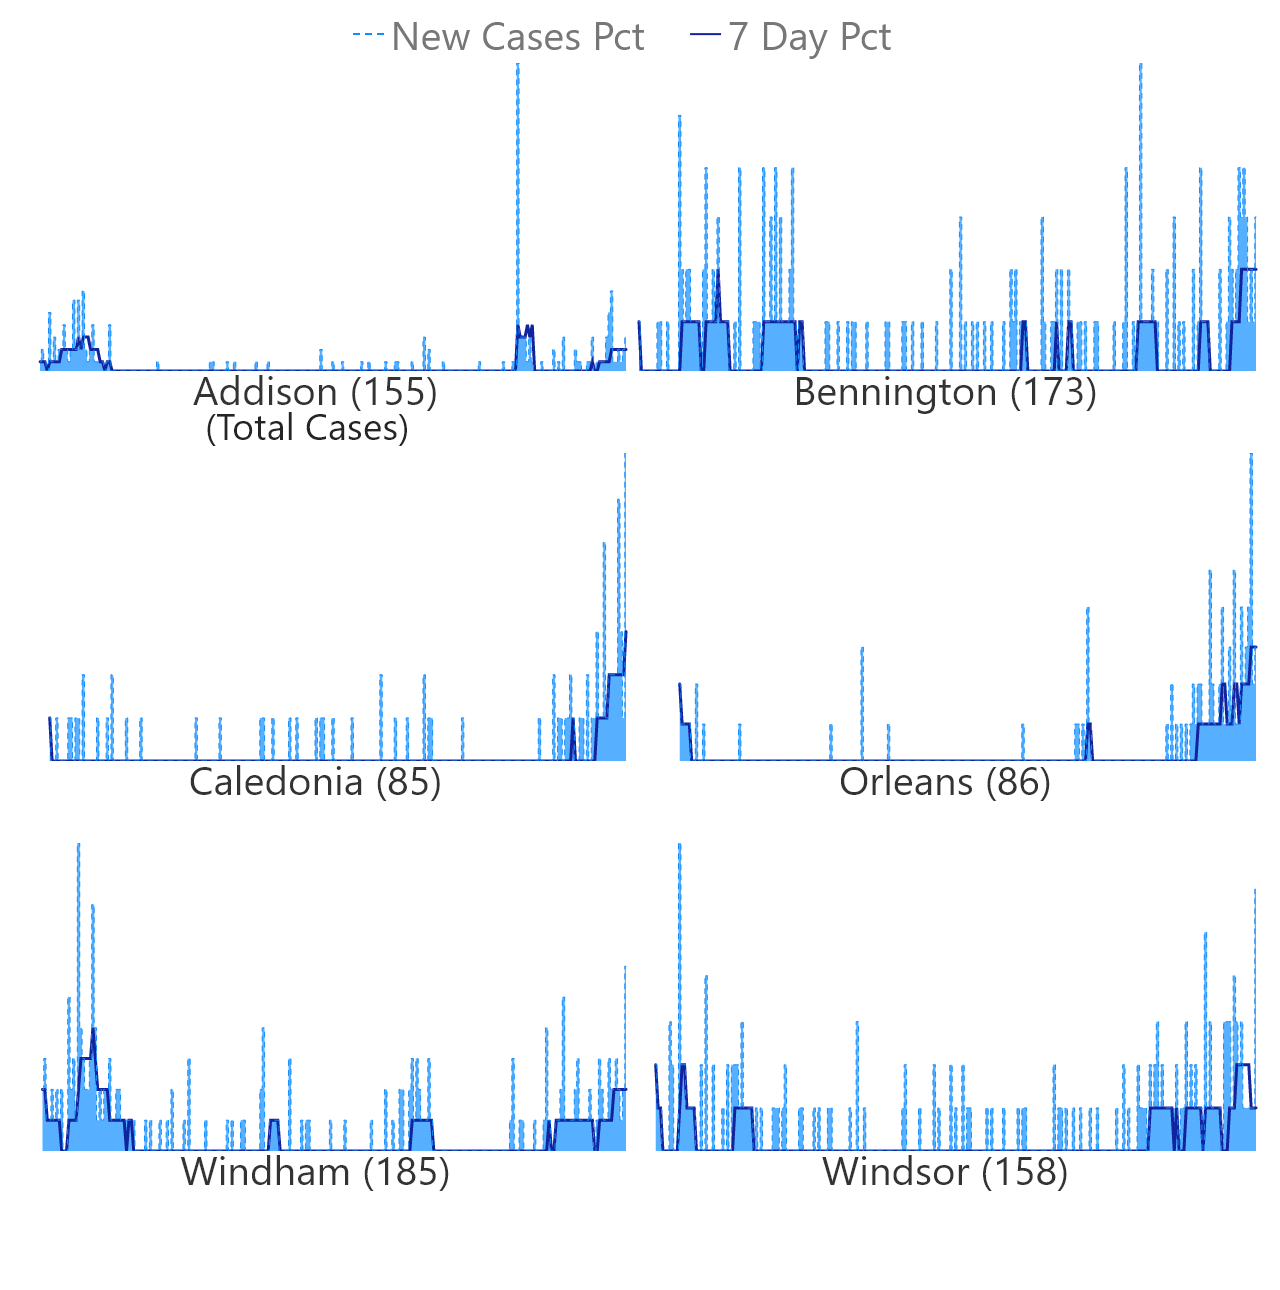 New Cases Pct 7 Day Pct
Addison (155) Bennington (173)
(Total Cases)
Caledonia (85) Orleans (86)
Windham (185) Windsor (158)